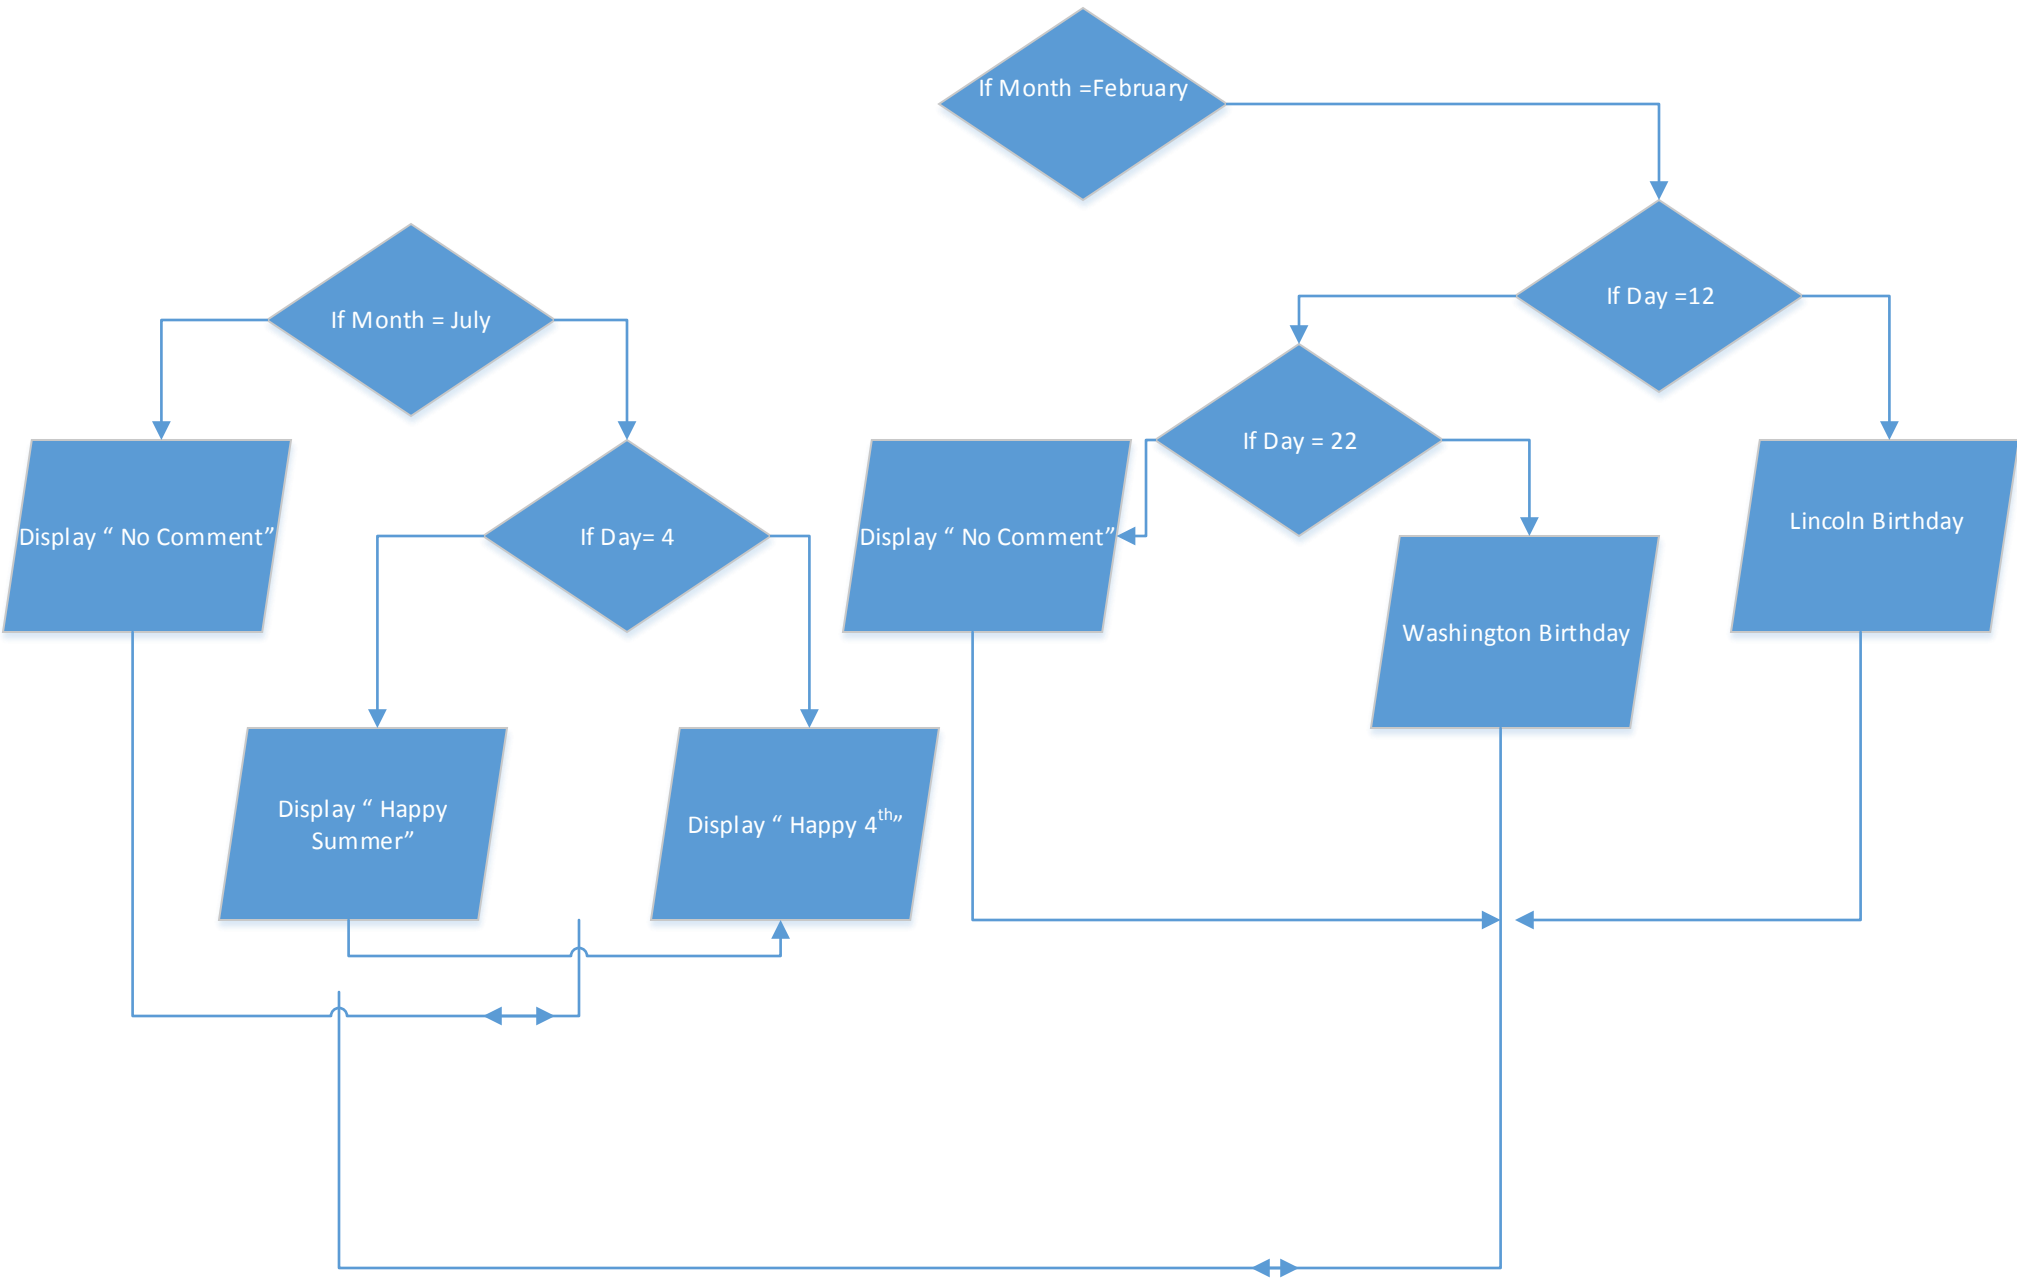 If Month =February
If Day =12
If Month = July
If Day = 22
Display “ No Comment”
If Day= 4
Display “ No Comment”
Lincoln Birthday
Washington Birthday
Display “ Happy
Summer”
Display “ Happy 4th”